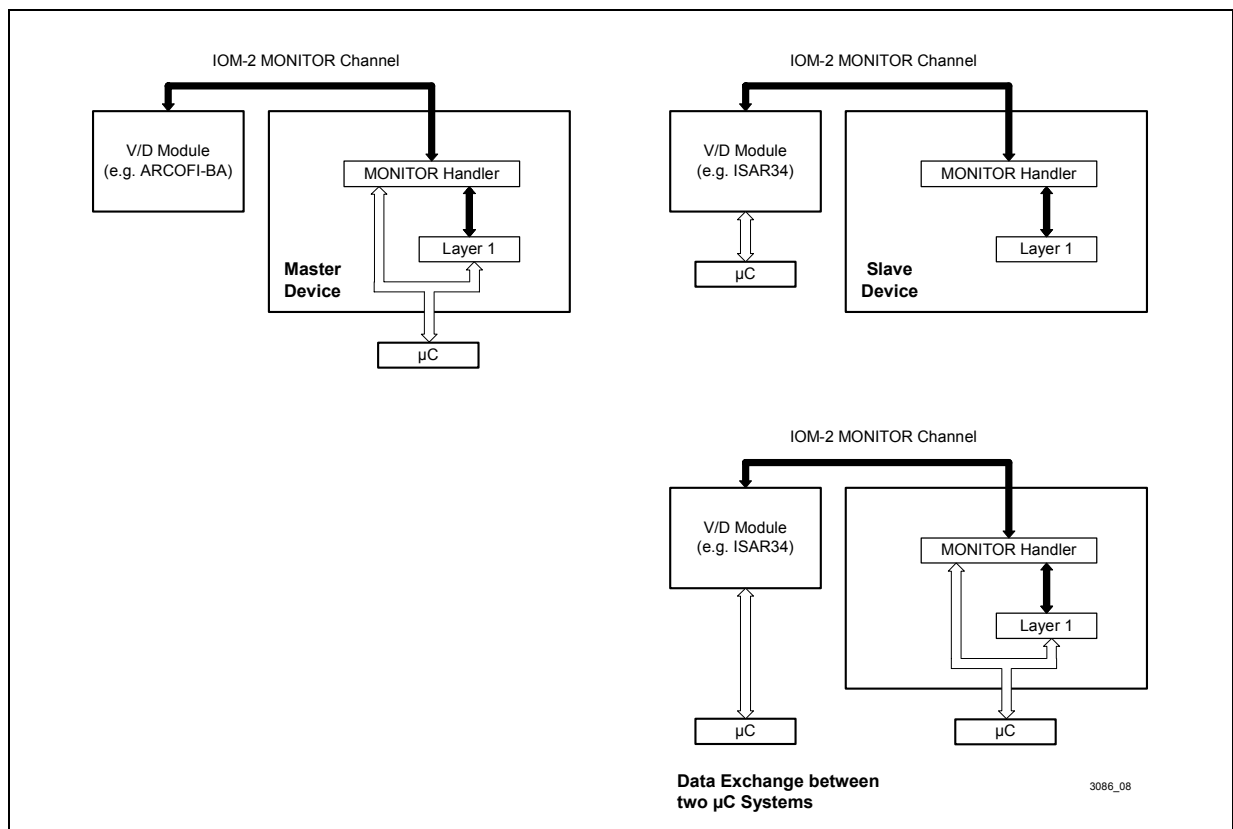 IOM-2 MONITOR Channel
V/D Module
(e.g. ARCOFI-BA)
MONITOR Handler
Layer 1
Master
Device
µC
IOM-2 MONITOR Channel
V/D Module
(e.g. ISAR34)
MONITOR Handler
Layer 1
µC
Slave
Device
IOM-2 MONITOR Channel
V/D Module
(e.g. ISAR34)
MONITOR Handler
Layer 1
µC
µC
Data Exchange between
two µC Systems
3086_08